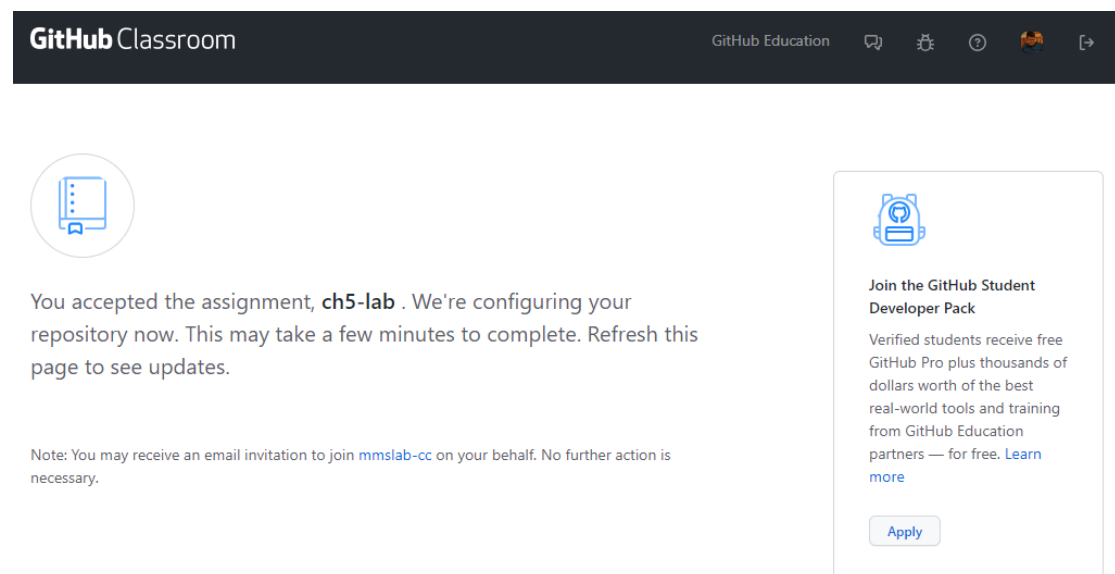 GitHub Classroom
GitHub Education
You accepted the assignment, ch5-lab . We're configuring your
repository now. This may take a few minutes to complete. Refresh this
page to see updates.
Note: You may receive an email invitation to join mmslab-cc on your behalf. No further action is
necessary.
Join the GitHub Student
Developer Pack
Verified students receive free
GitHub Pro plus thousands of
dollars worth of the best
real-world tools and training
from GitHub Education
partners — for free. Learn
more
Apply